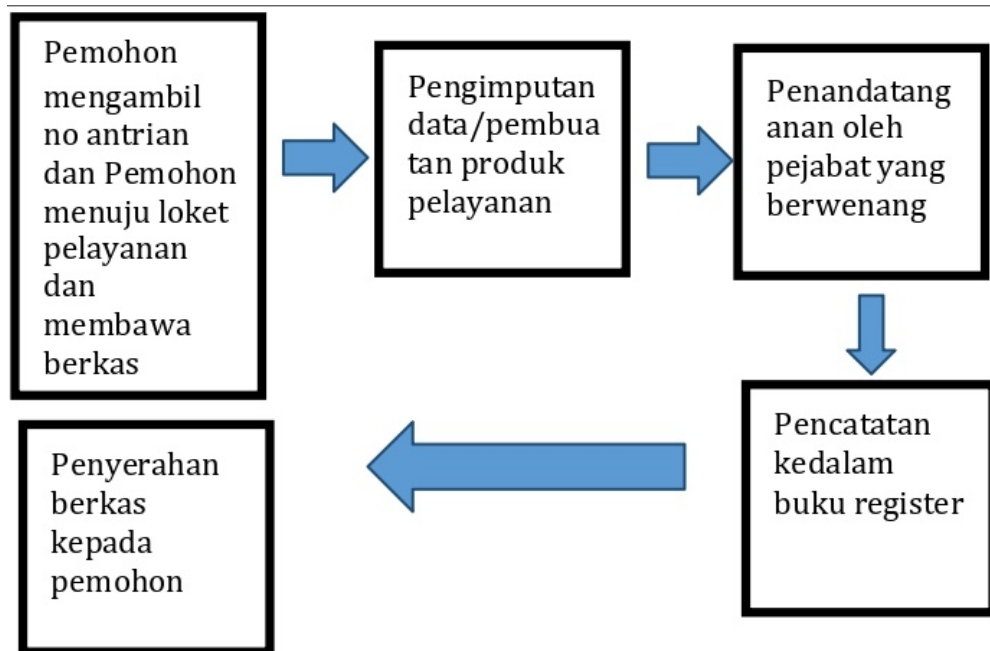 Pemohon
mengambil
no antrian
dan Pemohon
menuju loket
pelayanan
dan
membawa
berkas
Pengimputan
data/pembua
tan produk
pelayanan
Penandatang
anan oleh
pejabat yang
berwenang
Pencatatan
kedalam
buku register
Penyerahan
berkas
kepada
pemohon